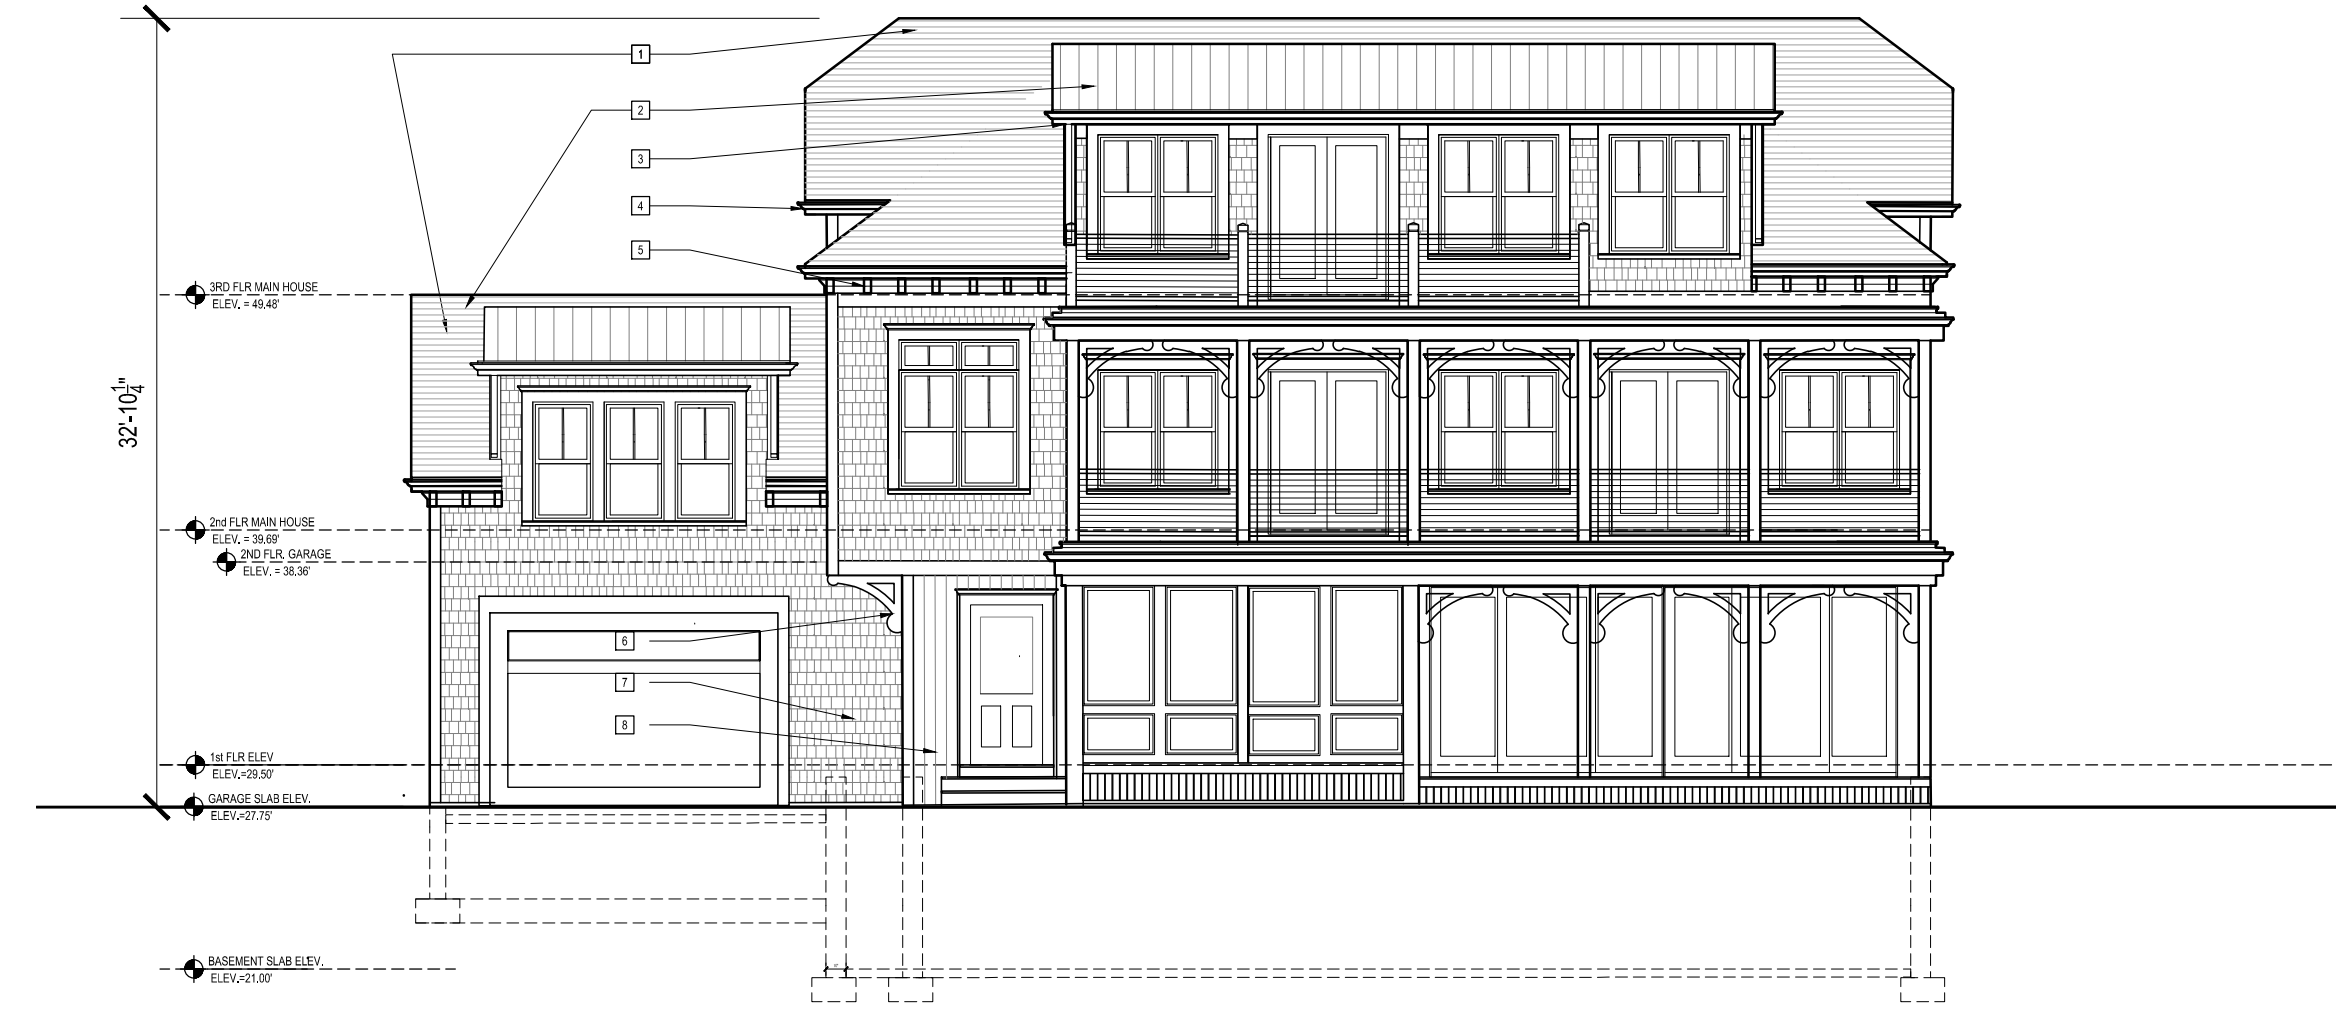 1
2
3
4
5
3RD FLR MAIN HOUSE
ELEV. = 49.48'
32'-10 1/4"
2nd FLR MAIN HOUSE
ELEV. = 39.69'
2ND FLR. GARAGE
ELEV. = 38.36'
6
7
8
1st FLR ELEV
ELEV.=29.50'
GARAGE SLAB ELEV.
ELEV.=27.75'
BASEMENT SLAB ELEV.
ELEV.=21.00'